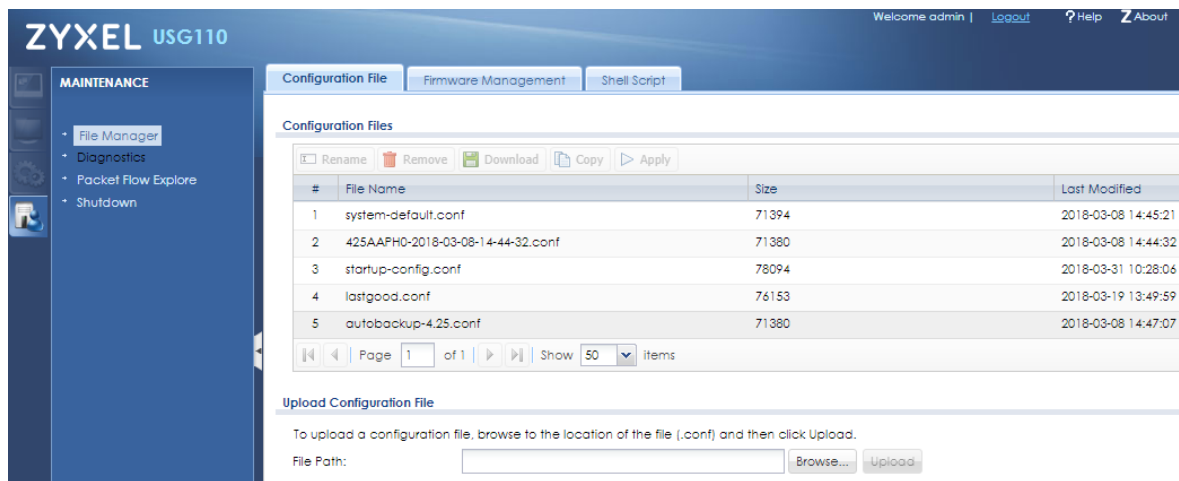 Welcome admin | Logout ? Help Z About
ZYXEL USG110
MAINTENANCE
File Manager
Diagnostics
Packet Flow Explore
Shutdown
Configuration File Firmware Management Shell Script
Configuration Files
Rename Remove Download Copy Apply
# File Name Size Last Modified
1 system-default.conf 71394 2018-03-08 14:45:21
2 425AAPH0-2018-03-08-14-44-32.conf 71380 2018-03-08 14:44:32
3 startup-config.conf 78094 2018-03-31 10:28:06
4 lastgood.conf 76153 2018-03-19 13:49:59
5 autobackup-4.25.conf 71380 2018-03-08 14:47:07
Page 1 of 1 Show 50 items
Upload Configuration File
To upload a configuration file, browse to the location of the file (.conf) and then click Upload.
File Path: Browse... Upload